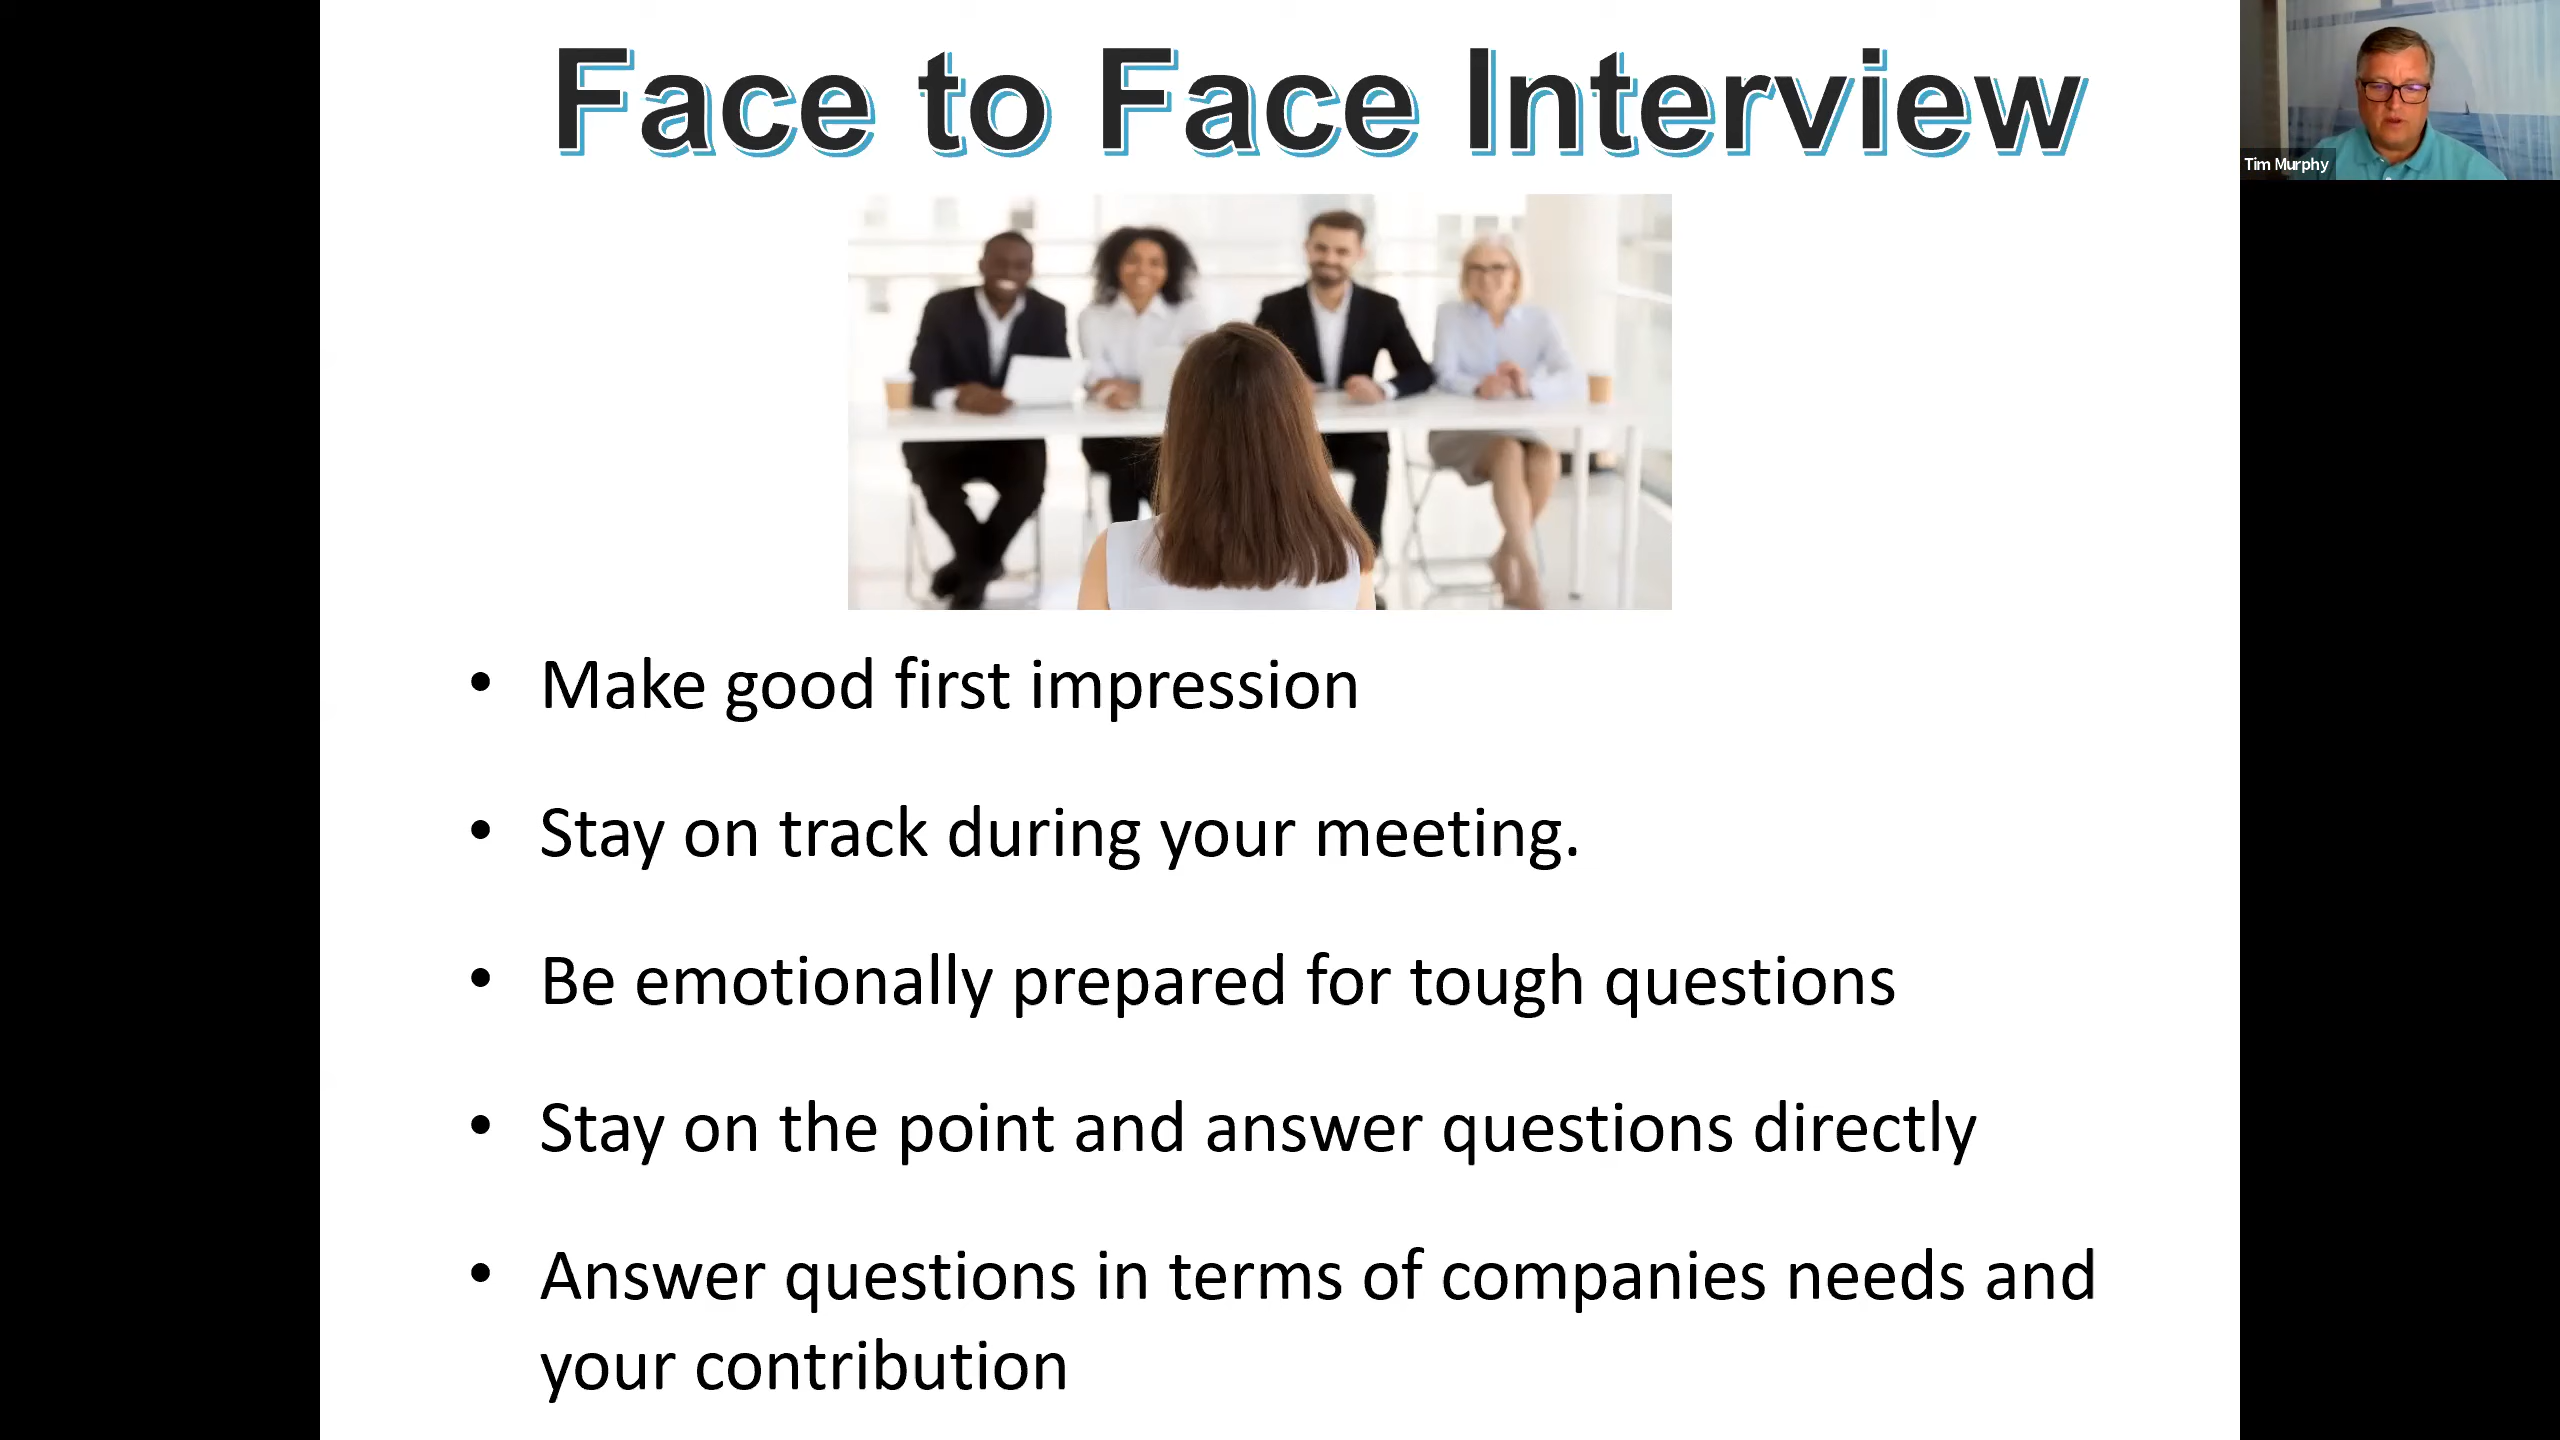 Face to Face Interview
Tim Murphy
• Make good first impression
• Stay on track during your meeting.
• Be emotionally prepared for tough questions
• Stay on the point and answer questions directly
• Answer questions in terms of companies needs and
your contribution